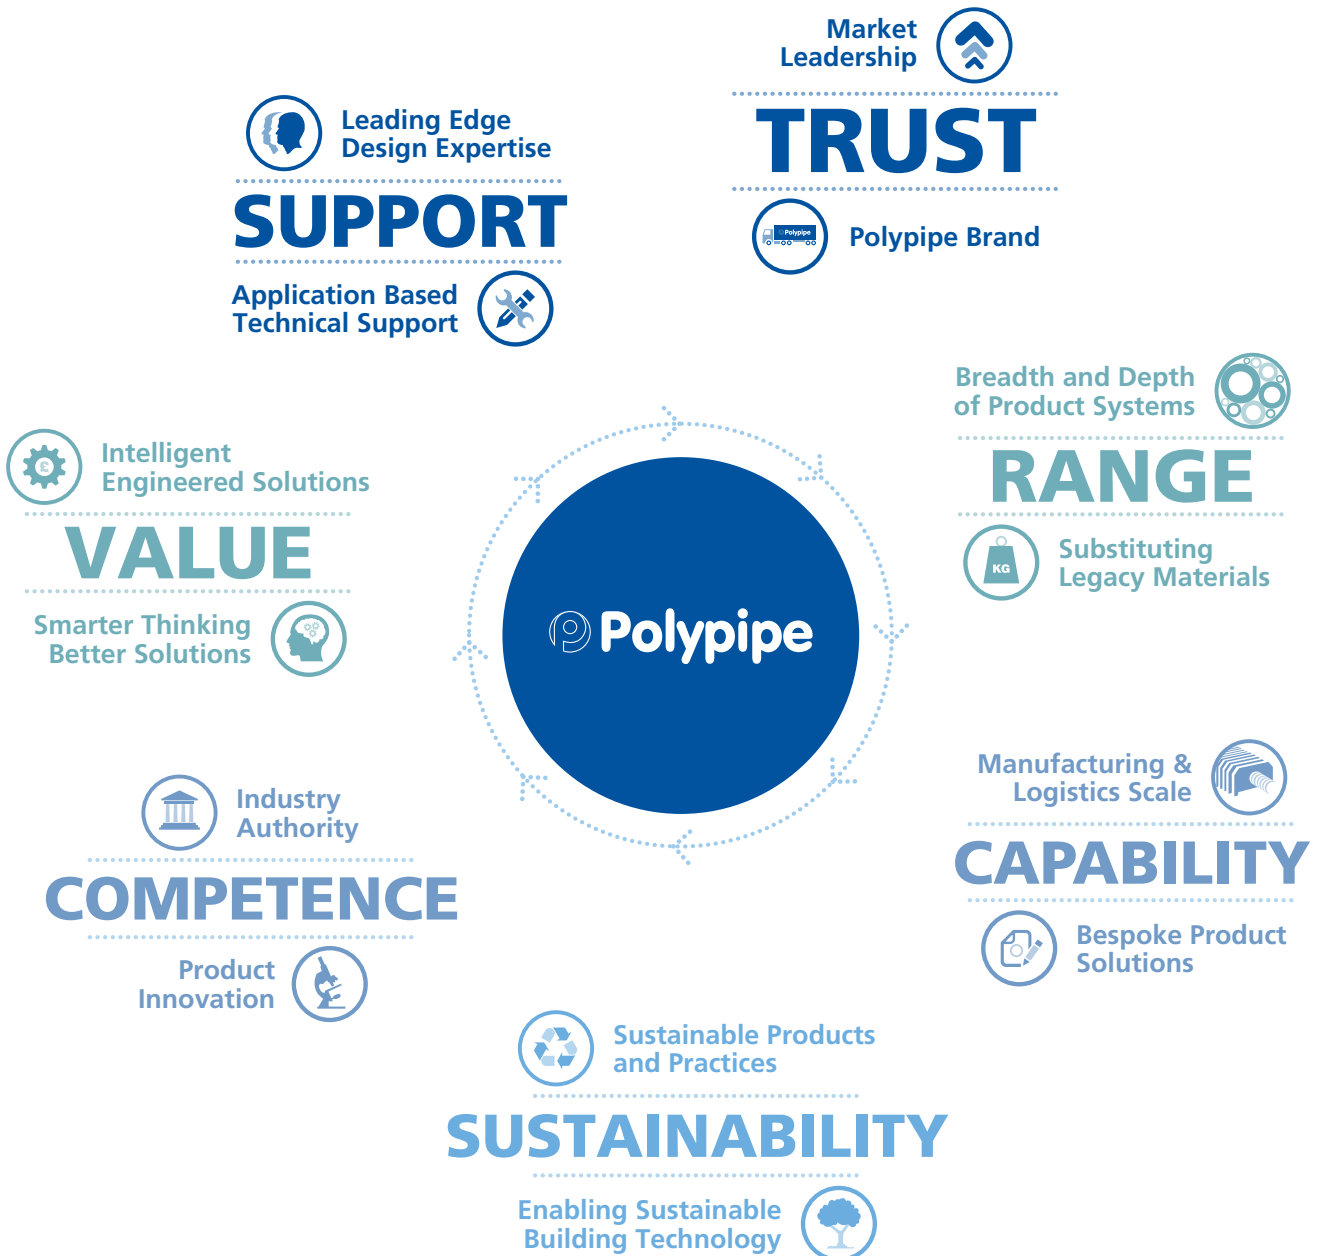 Market
Leadership
TRUST
Polypipe
Polypipe Brand
Leading Edge
Design Expertise
SUPPORT
Application Based
Technical Support
Breadth and Depth
of Product Systems
RANGE
KG
Substituting
Legacy Materials
Intelligent
Engineered Solutions
£
VALUE
Smarter Thinking
Better Solutions
Polypipe
Manufacturing &
Logistics Scale
CAPABILITY
Bespoke Product
Solutions
Industry
Authority
COMPETENCE
Product
Innovation
Sustainable Products
and Practices
SUSTAINABILITY
Enabling Sustainable
Building Technology